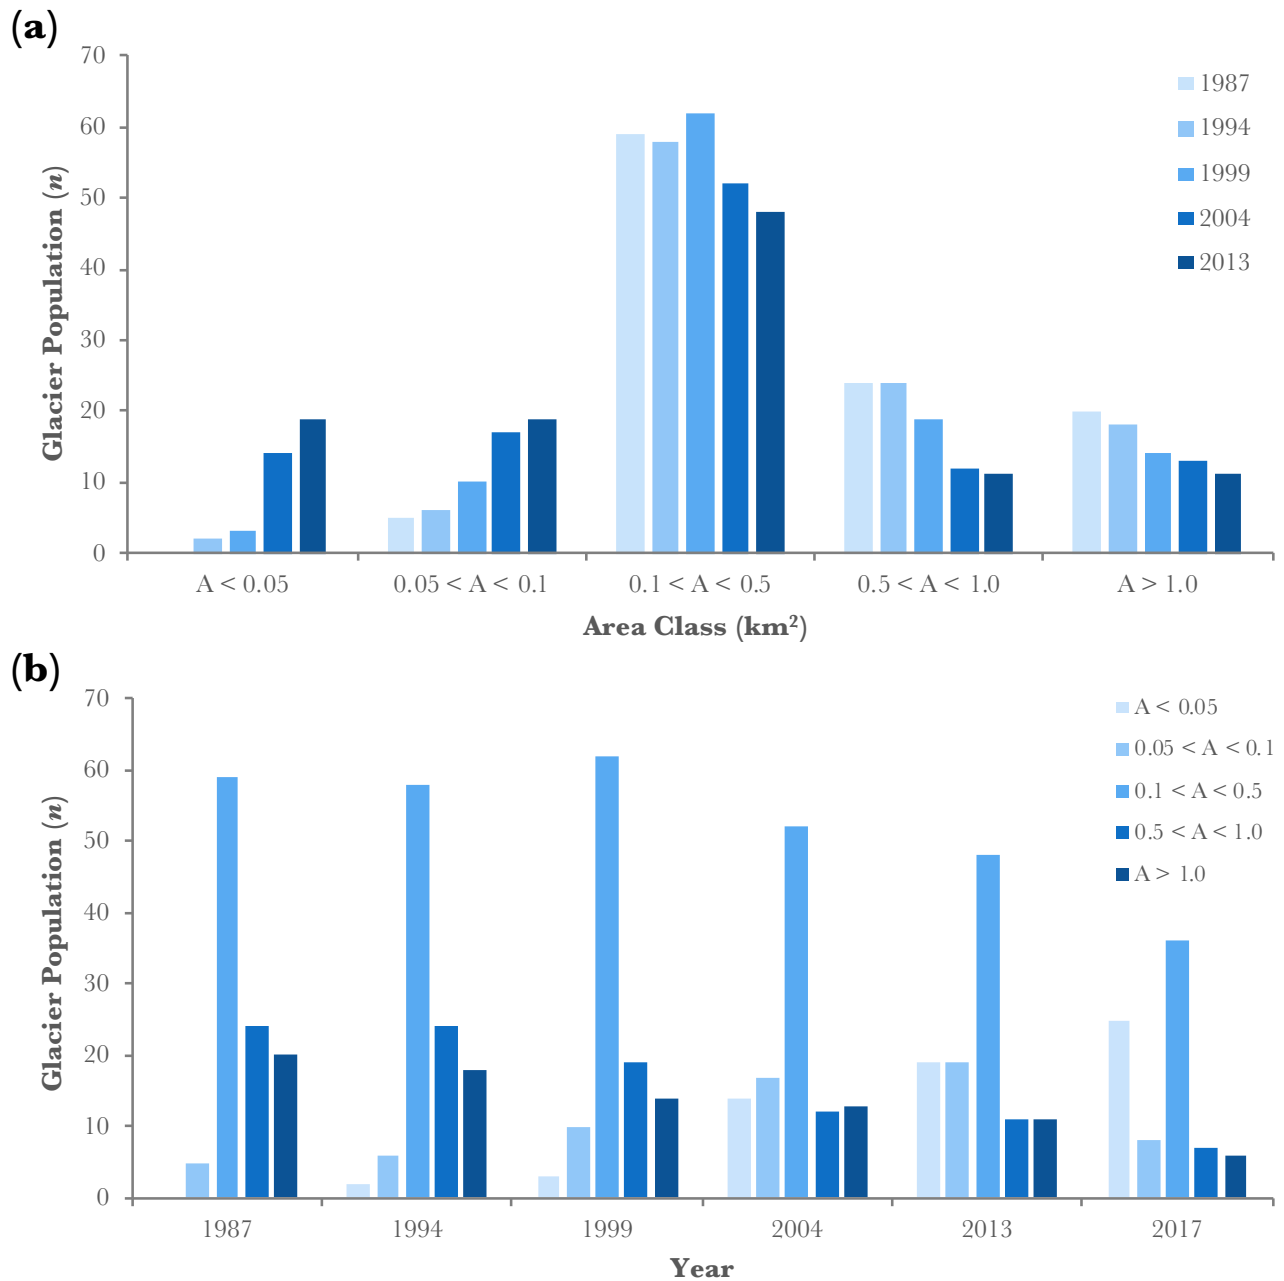 (a)
70
60
50
40
30
20
10
0
Glacier Population (n)
1987
1994
1999
2004
2013
A < 0.05
0.05 < A < 0.1
0.1 < A < 0.5
0.5 < A < 1.0
A > 1.0
Area Class (km²)
(b)
70
60
50
40
30
20
10
0
Glacier Population (n)
A < 0.05
0.05 < A < 0.1
0.1 < A < 0.5
0.5 < A < 1.0
A > 1.0
1987
1994
1999
2004
2013
2017
Year